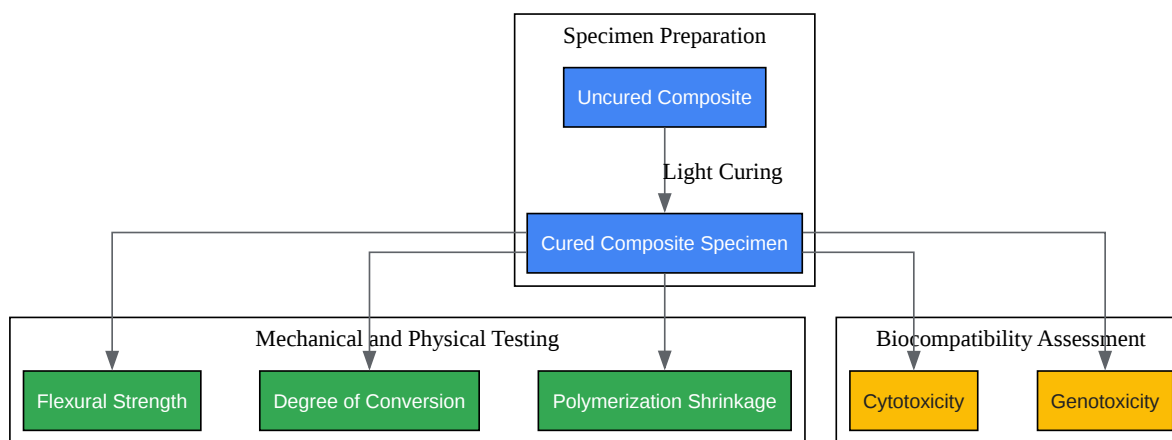 Specimen Preparation
Uncured Composite
Light Curing
Cured Composite Specimen
Mechanical and Physical Testing
Biocompatibility Assessment
Flexural Strength
Degree of Conversion
Polymerization Shrinkage
Cytotoxicity
Genotoxicity